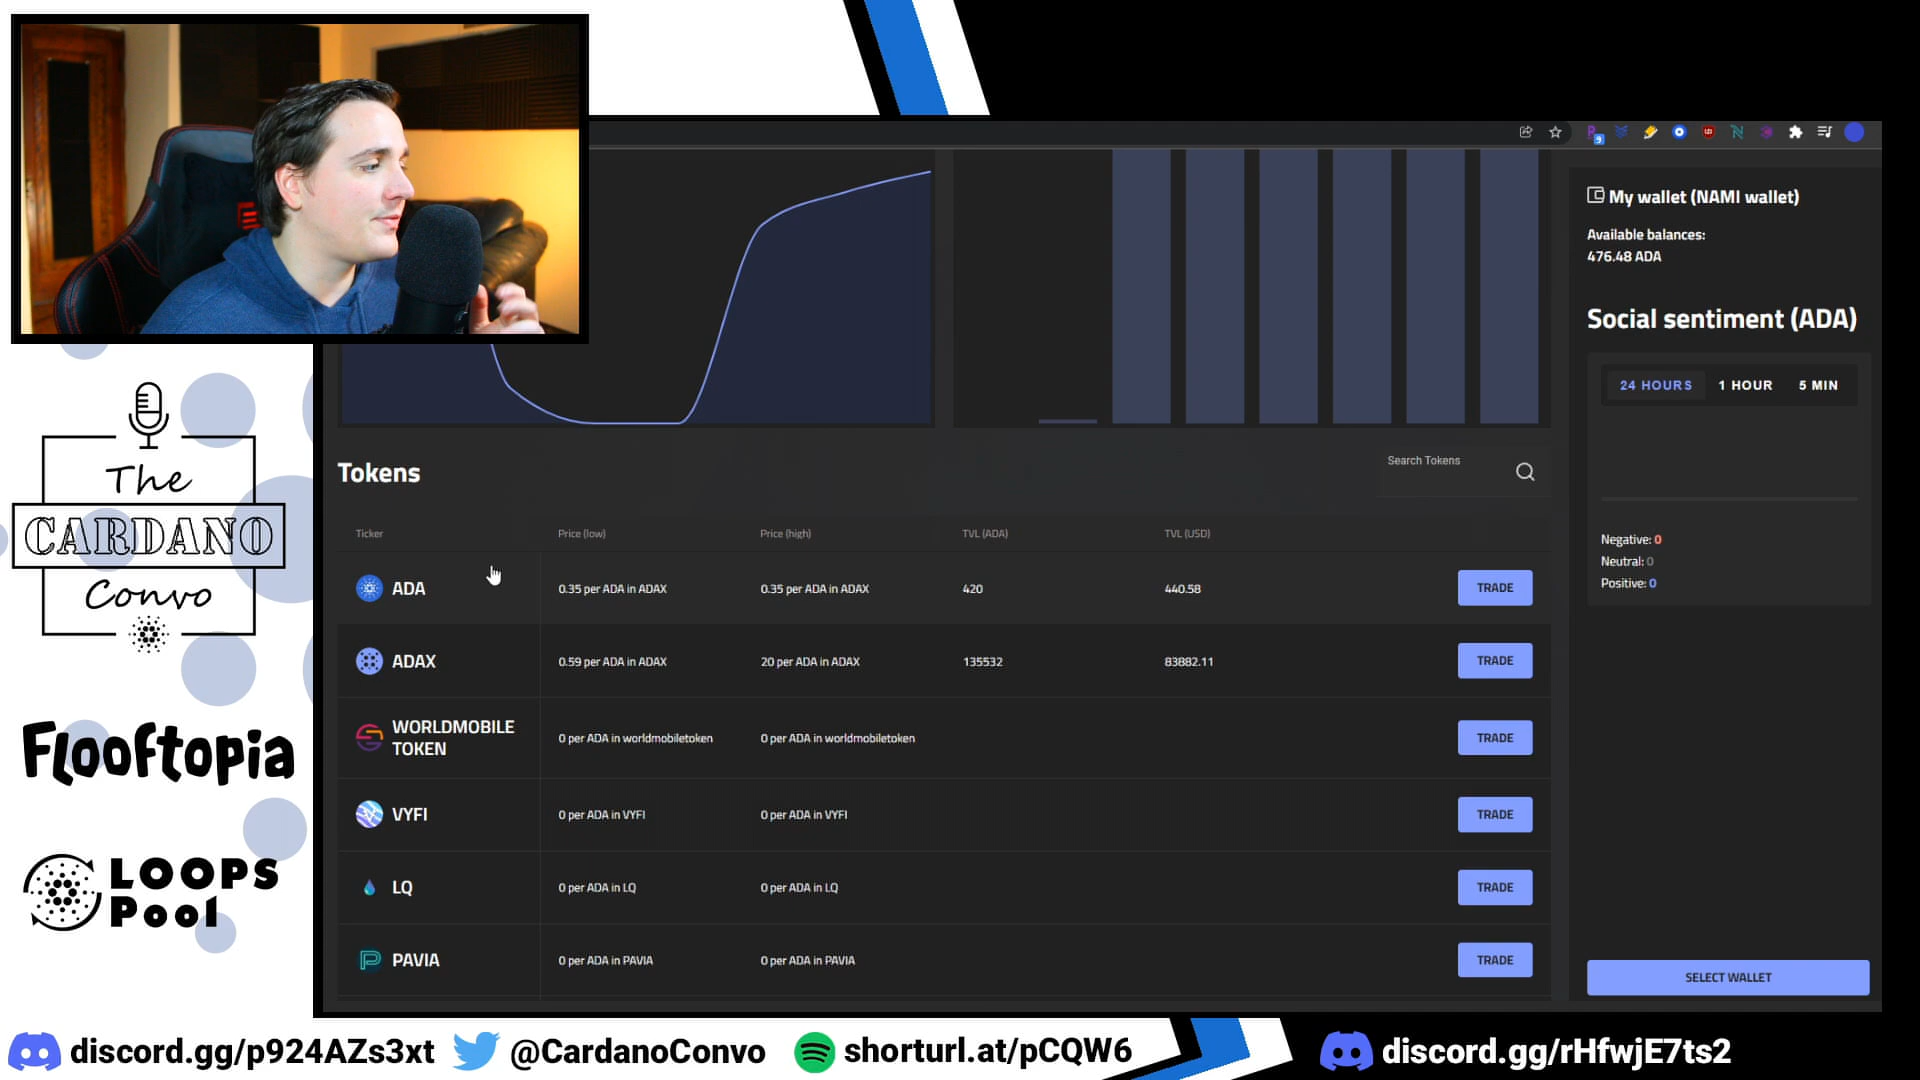 My wallet (NAMI wallet)
Available balances:
476.48 ADA
Social sentiment (ADA)
24 HOURS 1 HOUR 5 MIN
Negative: 0
Neutral: 0
Positive: 0
SELECT WALLET
Tokens
Search Tokens
Ticker Price (low) Price (high) TVL (ADA) TVL (USD)
ADA 0.35 per ADA in ADAX 0.35 per ADA in ADAX 420 440.58 TRADE
ADAX 0.59 per ADA in ADAX 20 per ADA in ADAX 135532 83882.11 TRADE
WORLDMOBILE
TOKEN 0 per ADA in worldmobiletoken 0 per ADA in worldmobiletoken TRADE
VYFI 0 per ADA in VYFI 0 per ADA in VYFI TRADE
LQ 0 per ADA in LQ 0 per ADA in LQ TRADE
PAVIA 0 per ADA in PAVIA 0 per ADA in PAVIA TRADE
The
CARDANO
Convo
Flooftopia
LOOPS
Pool
discord.gg/p924AZs3xt @CardanoConvo shorturl.at/pCQW6 discord.gg/rHfwjE7ts2